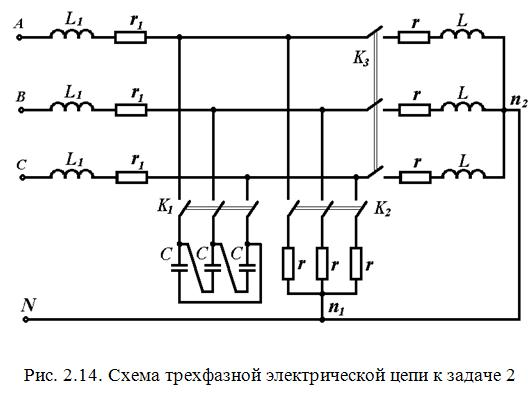 A L₁ r₁ r L
K₃
B L₁ r₁ r L n₂
C L₁ r₁ r L
K₁ K₂
C C C r r r
N n₁
Рис. 2.14. Схема трехфазной электрической цепи к задаче 2